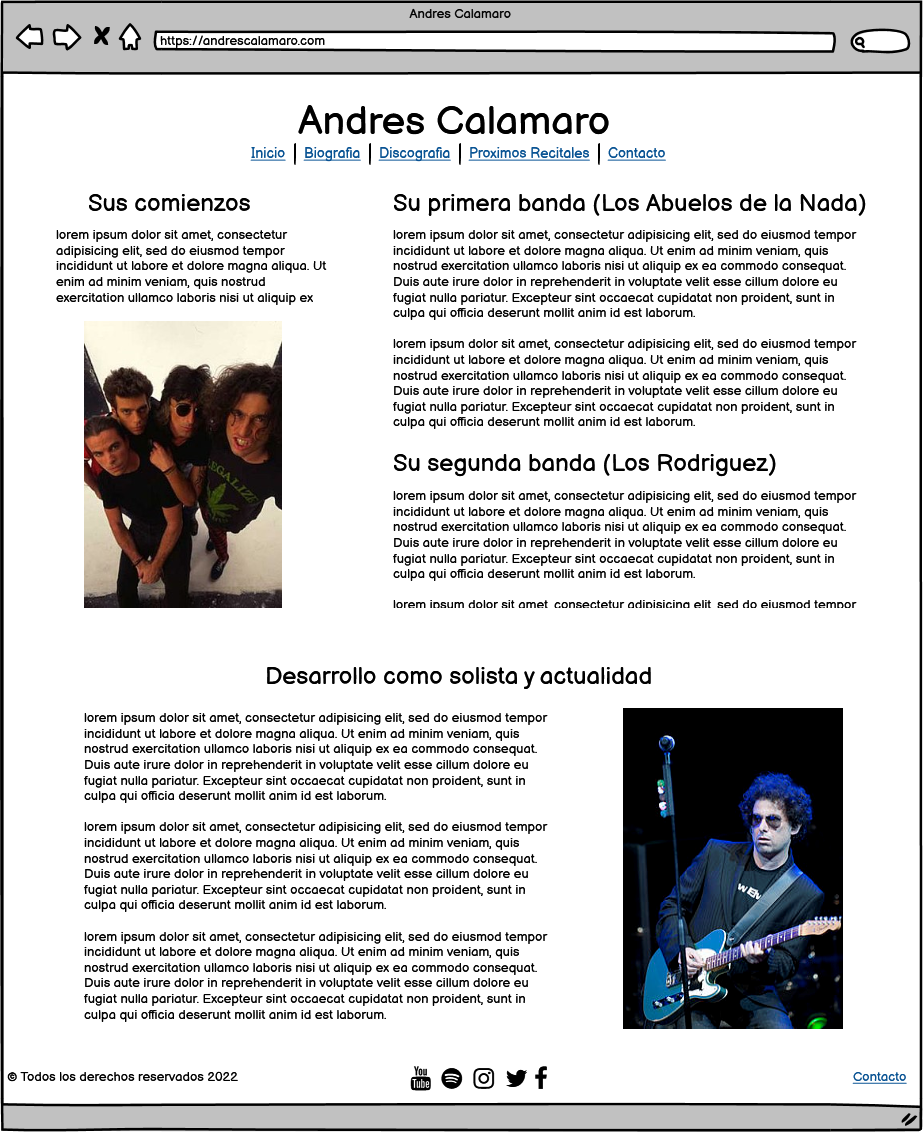 Andres Calamaro
https://andrescalamaro.com
Andres Calamaro
Inicio | Biografia | Discografia | Proximos Recitales | Contacto
Sus comienzos
lorem ipsum dolor sit amet, consectetur
adipisicing elit, sed do eiusmod tempor
incididunt ut labore et dolore magna aliqua. Ut
enim ad minim veniam, quis nostrud
exercitation ullamco laboris nisi ut aliquip ex
EGALIZE
Su primera banda (Los Abuelos de la Nada)
lorem ipsum dolor sit amet, consectetur adipisicing elit, sed do eiusmod tempor
incididunt ut labore et dolore magna aliqua. Ut enim ad minim veniam, quis
nostrud exercitation ullamco laboris nisi ut aliquip ex ea commodo consequat.
Duis aute irure dolor in reprehenderit in voluptate velit esse cillum dolore eu
fugiat nulla pariatur. Excepteur sint occaecat cupidatat non proident, sunt in
culpa qui officia deserunt mollit anim id est laborum.
lorem ipsum dolor sit amet, consectetur adipisicing elit, sed do eiusmod tempor
incididunt ut labore et dolore magna aliqua. Ut enim ad minim veniam, quis
nostrud exercitation ullamco laboris nisi ut aliquip ex ea commodo consequat.
Duis aute irure dolor in reprehenderit in voluptate velit esse cillum dolore eu
fugiat nulla pariatur. Excepteur sint occaecat cupidatat non proident, sunt in
culpa qui officia deserunt mollit anim id est laborum.
Su segunda banda (Los Rodriguez)
lorem ipsum dolor sit amet, consectetur adipisicing elit, sed do eiusmod tempor
incididunt ut labore et dolore magna aliqua. Ut enim ad minim veniam, quis
nostrud exercitation ullamco laboris nisi ut aliquip ex ea commodo consequat.
Duis aute irure dolor in reprehenderit in voluptate velit esse cillum dolore eu
fugiat nulla pariatur. Excepteur sint occaecat cupidatat non proident, sunt in
culpa qui officia deserunt mollit anim id est laborum.
lorem ipsum dolor sit amet, consectetur adipisicing elit, sed do eiusmod tempor
Desarrollo como solista y actualidad
lorem ipsum dolor sit amet, consectetur adipisicing elit, sed do eiusmod tempor
incididunt ut labore et dolore magna aliqua. Ut enim ad minim veniam, quis
nostrud exercitation ullamco laboris nisi ut aliquip ex ea commodo consequat.
Duis aute irure dolor in reprehenderit in voluptate velit esse cillum dolore eu
fugiat nulla pariatur. Excepteur sint occaecat cupidatat non proident, sunt in
culpa qui officia deserunt mollit anim id est laborum.
lorem ipsum dolor sit amet, consectetur adipisicing elit, sed do eiusmod tempor
incididunt ut labore et dolore magna aliqua. Ut enim ad minim veniam, quis
nostrud exercitation ullamco laboris nisi ut aliquip ex ea commodo consequat.
Duis aute irure dolor in reprehenderit in voluptate velit esse cillum dolore eu
fugiat nulla pariatur. Excepteur sint occaecat cupidatat non proident, sunt in
culpa qui officia deserunt mollit anim id est laborum.
lorem ipsum dolor sit amet, consectetur adipisicing elit, sed do eiusmod tempor
incididunt ut labore et dolore magna aliqua. Ut enim ad minim veniam, quis
nostrud exercitation ullamco laboris nisi ut aliquip ex ea commodo consequat.
Duis aute irure dolor in reprehenderit in voluptate velit esse cillum dolore eu
fugiat nulla pariatur. Excepteur sint occaecat cupidatat non proident, sunt in
culpa qui officia deserunt mollit anim id est laborum.
© Todos los derechos reservados 2022
You
Tube
Contacto